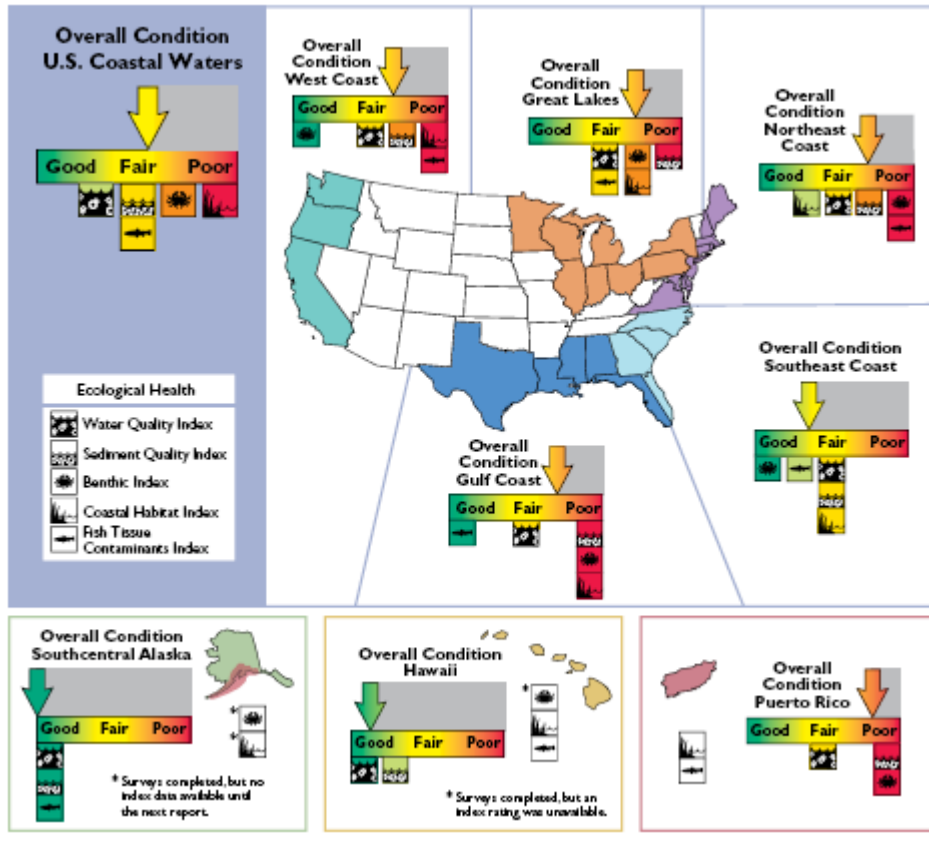 Overall Condition
U.S. Coastal Waters
Good Fair Poor
Ecological Health
Water Quality Index
Sediment Quality Index
Benthic Index
Coastal Habitat Index
Fish Tissue
Contaminants Index
Overall
Condition
West Coast
Good Fair Poor
Overall
Condition
Great Lakes
Good Fair Poor
Overall
Condition
Northeast
Coast
Good Fair Poor
Overall Condition
Southeast Coast
Good Fair Poor
Overall
Condition
Gulf Coast
Good Fair Poor
Overall Condition
Southcentral Alaska
Good Fair Poor
*
*
* Surveys completed, but no
index data available until
the next report.
Overall Condition
Hawaii
Good Fair Poor
*
* Surveys completed, but an
index rating was unavailable.
Overall
Condition
Puerto Rico
Good Fair Poor